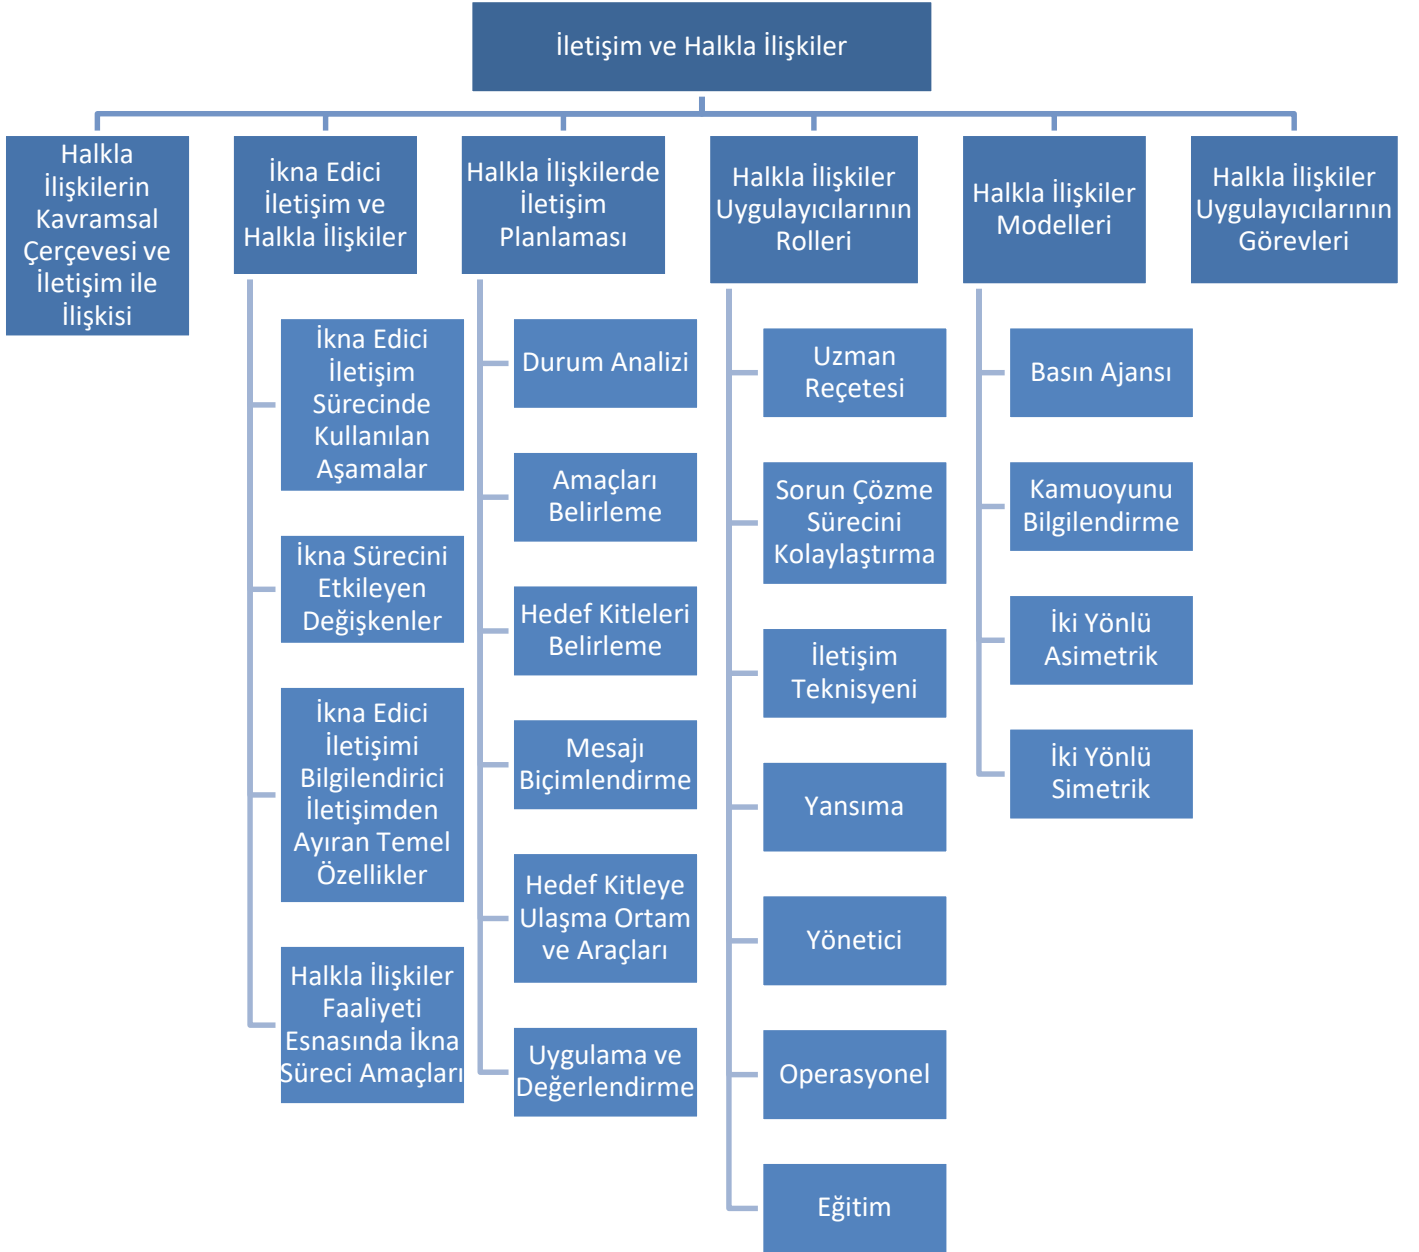 İletişim ve Halkla İlişkiler
Halkla
İlişkilerin
Kavramsal
Çerçevesi ve
İletişim ile
İlişkisi
İkna Edici
İletişim ve
Halkla İlişkiler
İkna Edici
İletişim
Sürecinde
Kullanılan
Aşamalar
İkna Sürecini
Etkileyen
Değişkenler
İkna Edici
İletişimi
Bilgilendirici
İletişimden
Ayıran Temel
Özellikler
Halkla İlişkiler
Faaliyeti
Esnasında İkna
Süreci Amaçları
Halkla İlişkilerde
İletişim
Planlaması
Durum Analizi
Amaçları
Belirleme
Hedef Kitleleri
Belirleme
Mesajı
Biçimlendirme
Hedef Kitleye
Ulaşma Ortam
ve Araçları
Uygulama ve
Değerlendirme
Halkla İlişkiler
Uygulayıcılarının
Rolleri
Uzman
Reçetesi
Sorun Çözme
Sürecini
Kolaylaştırma
İletişim
Teknisyeni
Yansıma
Yönetici
Operasyonel
Eğitim
Halkla İlişkiler
Modelleri
Basın Ajansı
Kamuoyunu
Bilgilendirme
İki Yönlü
Asimetrik
İki Yönlü
Simetrik
Halkla İlişkiler
Uygulayıcılarının
Görevleri